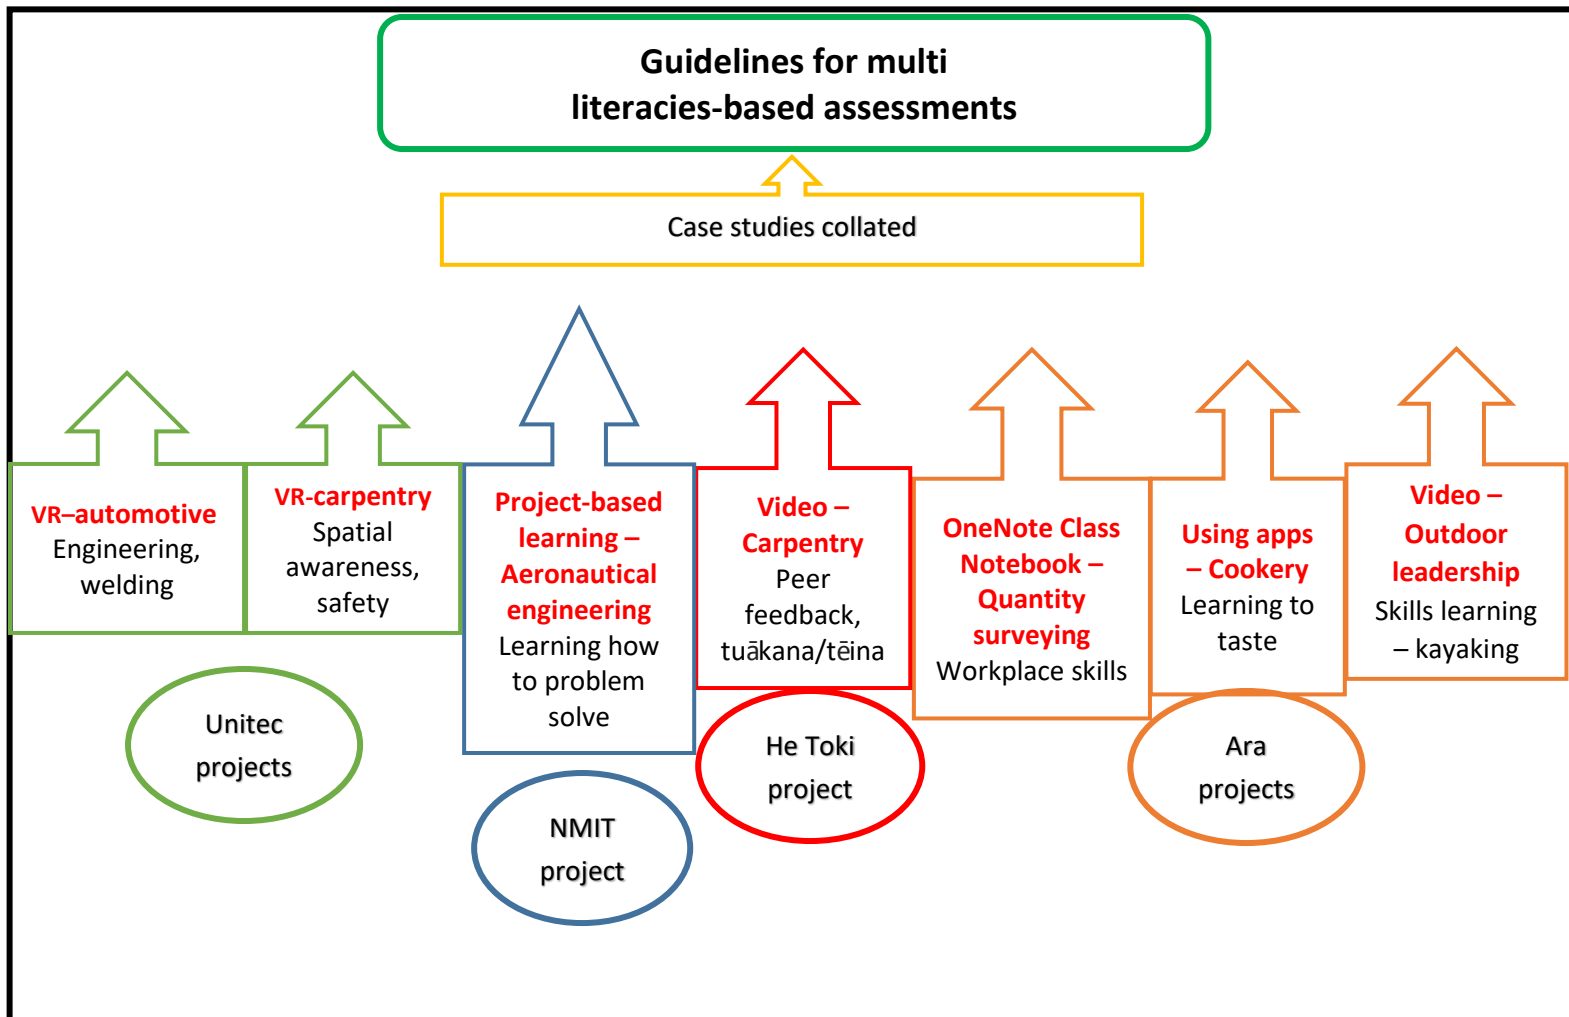 Guidelines for multi
literacies-based assessments
Case studies collated
VR–automotive
Engineering,
welding
VR-carpentry
Spatial
awareness,
safety
Project-based
learning –
Aeronautical
engineering
Learning how
to problem
solve
Video –
Carpentry
Peer
feedback,
tuākana/tēina
OneNote Class
Notebook –
Quantity
surveying
Workplace skills
Using apps
– Cookery
Learning to
taste
Video –
Outdoor
leadership
Skills learning
– kayaking
Unitec
projects
NMIT
project
He Toki
project
Ara
projects